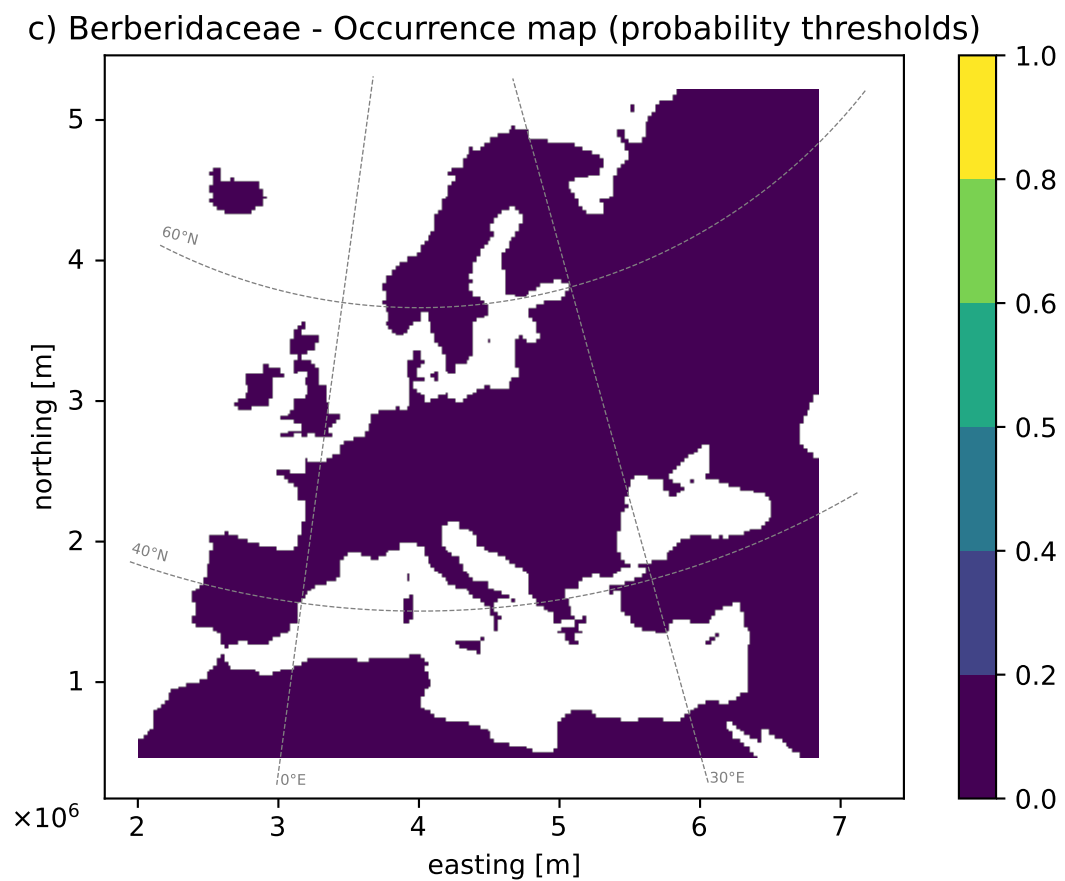 c) Berberidaceae - Occurrence map (probability thresholds)
1.0
0.8
0.6
0.5
0.4
0.2
0.0
northing [m]
5
4
3
2
1
60°N
40°N
0°E
30°E
×10⁶
2 3 4 5 6 7
easting [m]